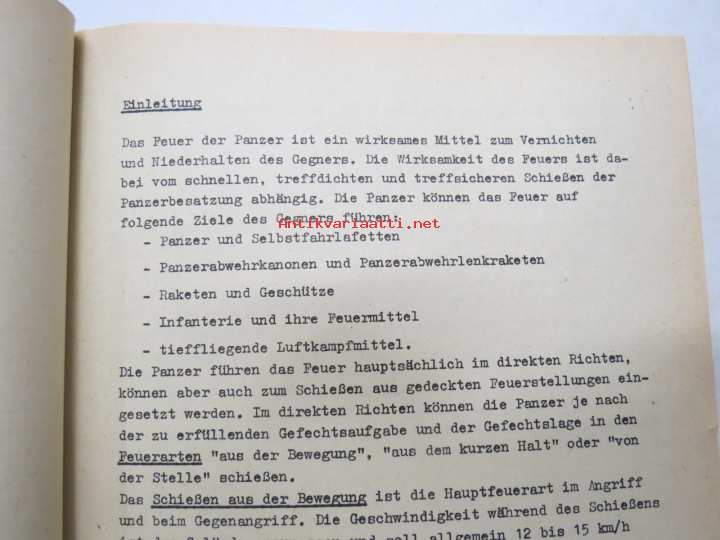 Einleitung
Das Feuer der Panzer ist ein wirksames Mittel zum Vernichten
und Niederhalten des Gegners. Die Wirksamkeit des Feuers ist da-
bei vom schnellen, treffdichten und treffsicheren Schießen der
Panzerbesatzung abhängig. Die Panzer können das Feuer auf
folgende Ziele des Gegners führen:
Antikvariaatti.net
- Panzer und Selbstfahrlafetten
- Panzerabwehrkanonen und Panzerabwehrlenkraketen
- Raketen und Geschütze
- Infanterie und ihre Feuermittel
- tieffliegende Luftkampfmittel.
Die Panzer führen das Feuer hauptsächlich im direkten Richten,
können aber auch zum Schießen aus gedeckten Feuerstellungen ein-
gesetzt werden. Im direkten Richten können die Panzer je nach
der zu erfüllenden Gefechtsaufgabe und der Gefechtslage in den
Feuerarten "aus der Bewegung", "aus dem kurzen Halt" oder "von
der Stelle" schießen.
Das Schießen aus der Bewegung ist die Hauptfeuerart im Angriff
und beim Gegenangriff. Die Geschwindigkeit während des Schießens
soll allgemein 12 bis 15 km/h